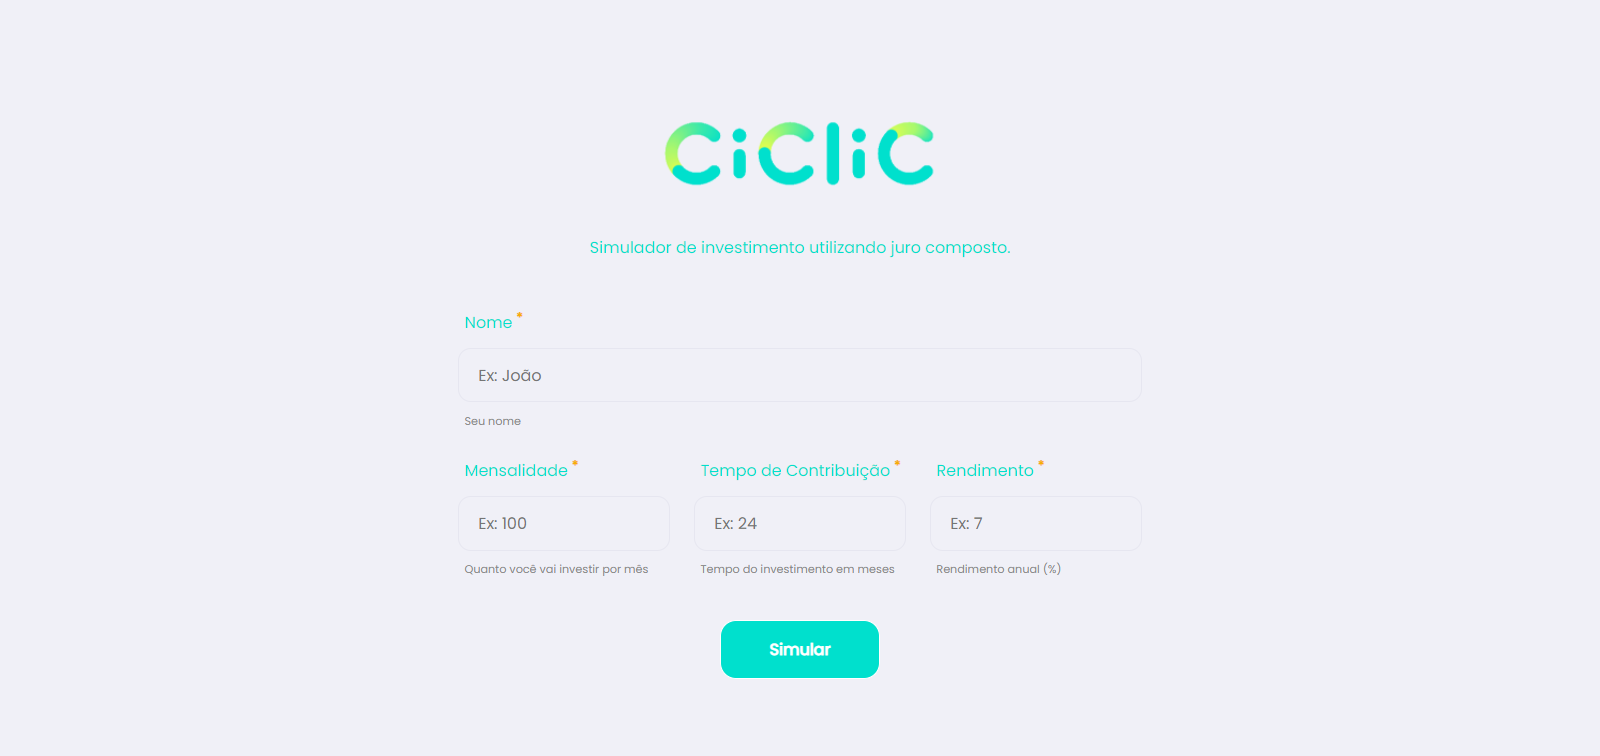 CiCliC
Simulador de investimento utilizando juro composto.
Nome *
Ex: João
Seu nome
Mensalidade * Tempo de Contribuição * Rendimento *
Ex: 100 Ex: 24 Ex: 7
Quanto você vai investir por mês Tempo do investimento em meses Rendimento anual (%)
Simular